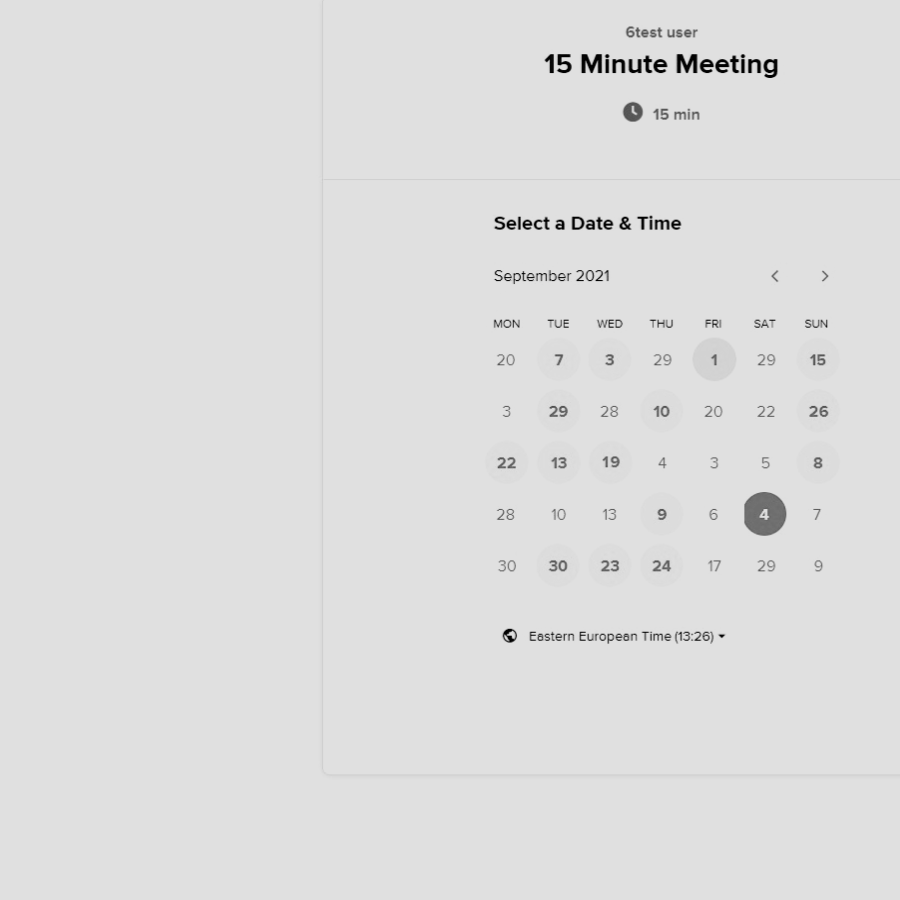 6test user
15 Minute Meeting
15 min
Select a Date & Time
September 2021
MON TUE WED THU FRI SAT SUN
20 7 3 29 1 29 15
3 29 28 10 20 22 26
22 13 19 4 3 5 8
28 10 13 9 6 4 7
30 30 23 24 17 29 9
Eastern European Time (13:26)